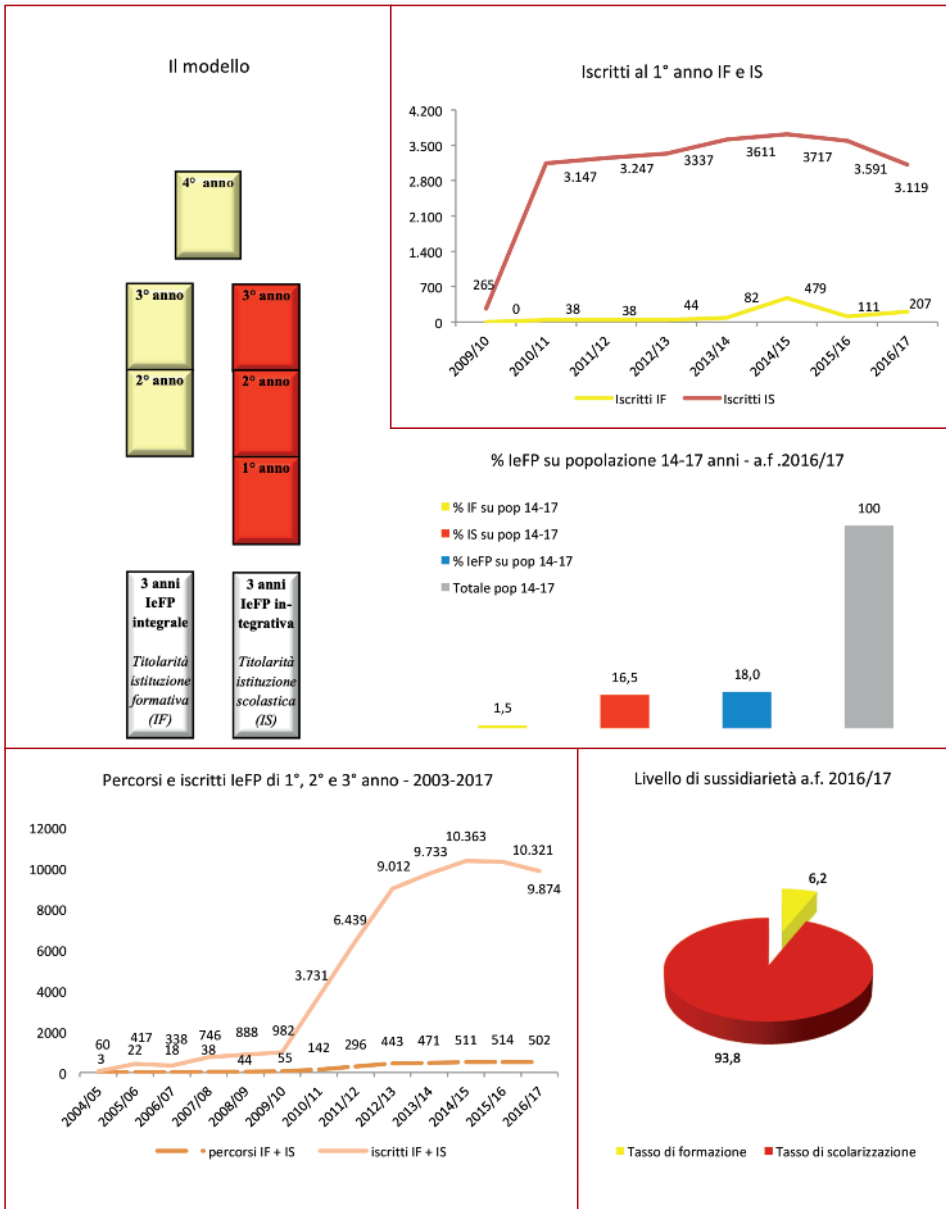 Il modello
4° anno
3° anno
3° anno
2° anno
2° anno
1° anno
3 anni
IeFP
integrale
Titolarità
istituzione
formativa
(IF)
3 anni
IeFP in-
tegrativa
Titolarità
istituzione
scolastica
(IS)
Iscritti al 1° anno IF e IS
4.200
3.500
2.800
2.100
1.400
700
0
265
3.147
3.247
3337
3611
3717
3.591
3.119
0
38
38
44
82
479
111
207
2009/10
2010/11
2011/12
2012/13
2013/14
2014/15
2015/16
2016/17
Iscritti IF
Iscritti IS
% IeFP su popolazione 14-17 anni - a.f .2016/17
% IF su pop 14-17
% IS su pop 14-17
% IeFP su pop 14-17
Totale pop 14-17
1,5
16,5
18,0
100
Percorsi e iscritti IeFP di 1°, 2° e 3° anno - 2003-2017
12000
10000
8000
6000
4000
2000
0
60
417
338
746
888
982
3.731
6.439
9.012
9.733
10.363
10.321
9.874
3
22
18
38
44
55
142
296
443
471
511
514
502
2004/05
2005/06
2006/07
2007/08
2008/09
2009/10
2010/11
2011/12
2012/13
2013/14
2014/15
2015/16
2016/17
percorsi IF + IS
iscritti IF + IS
Livello di sussidiarietà a.f. 2016/17
6,2
93,8
Tasso di formazione
Tasso di scolarizzazione